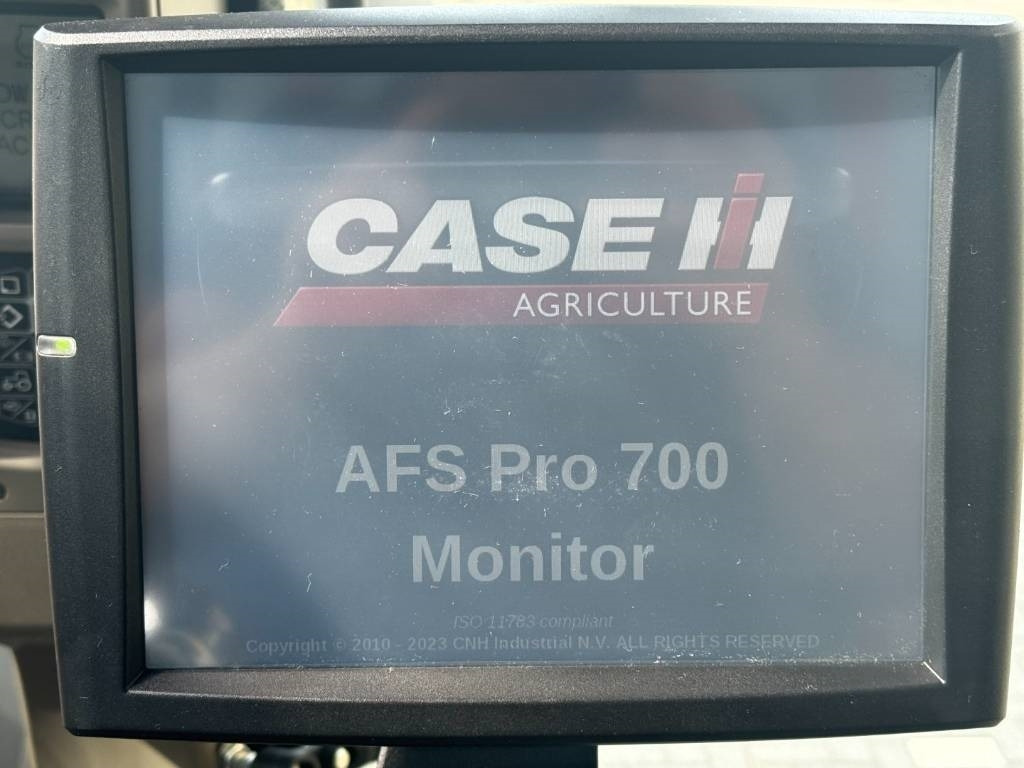 CASE IH
AGRICULTURE
AFS Pro 700
Monitor
ISO 11783 compliant
Copyright © 2010 - 2023 CNH Industrial N.V. ALL RIGHTS RESERVED